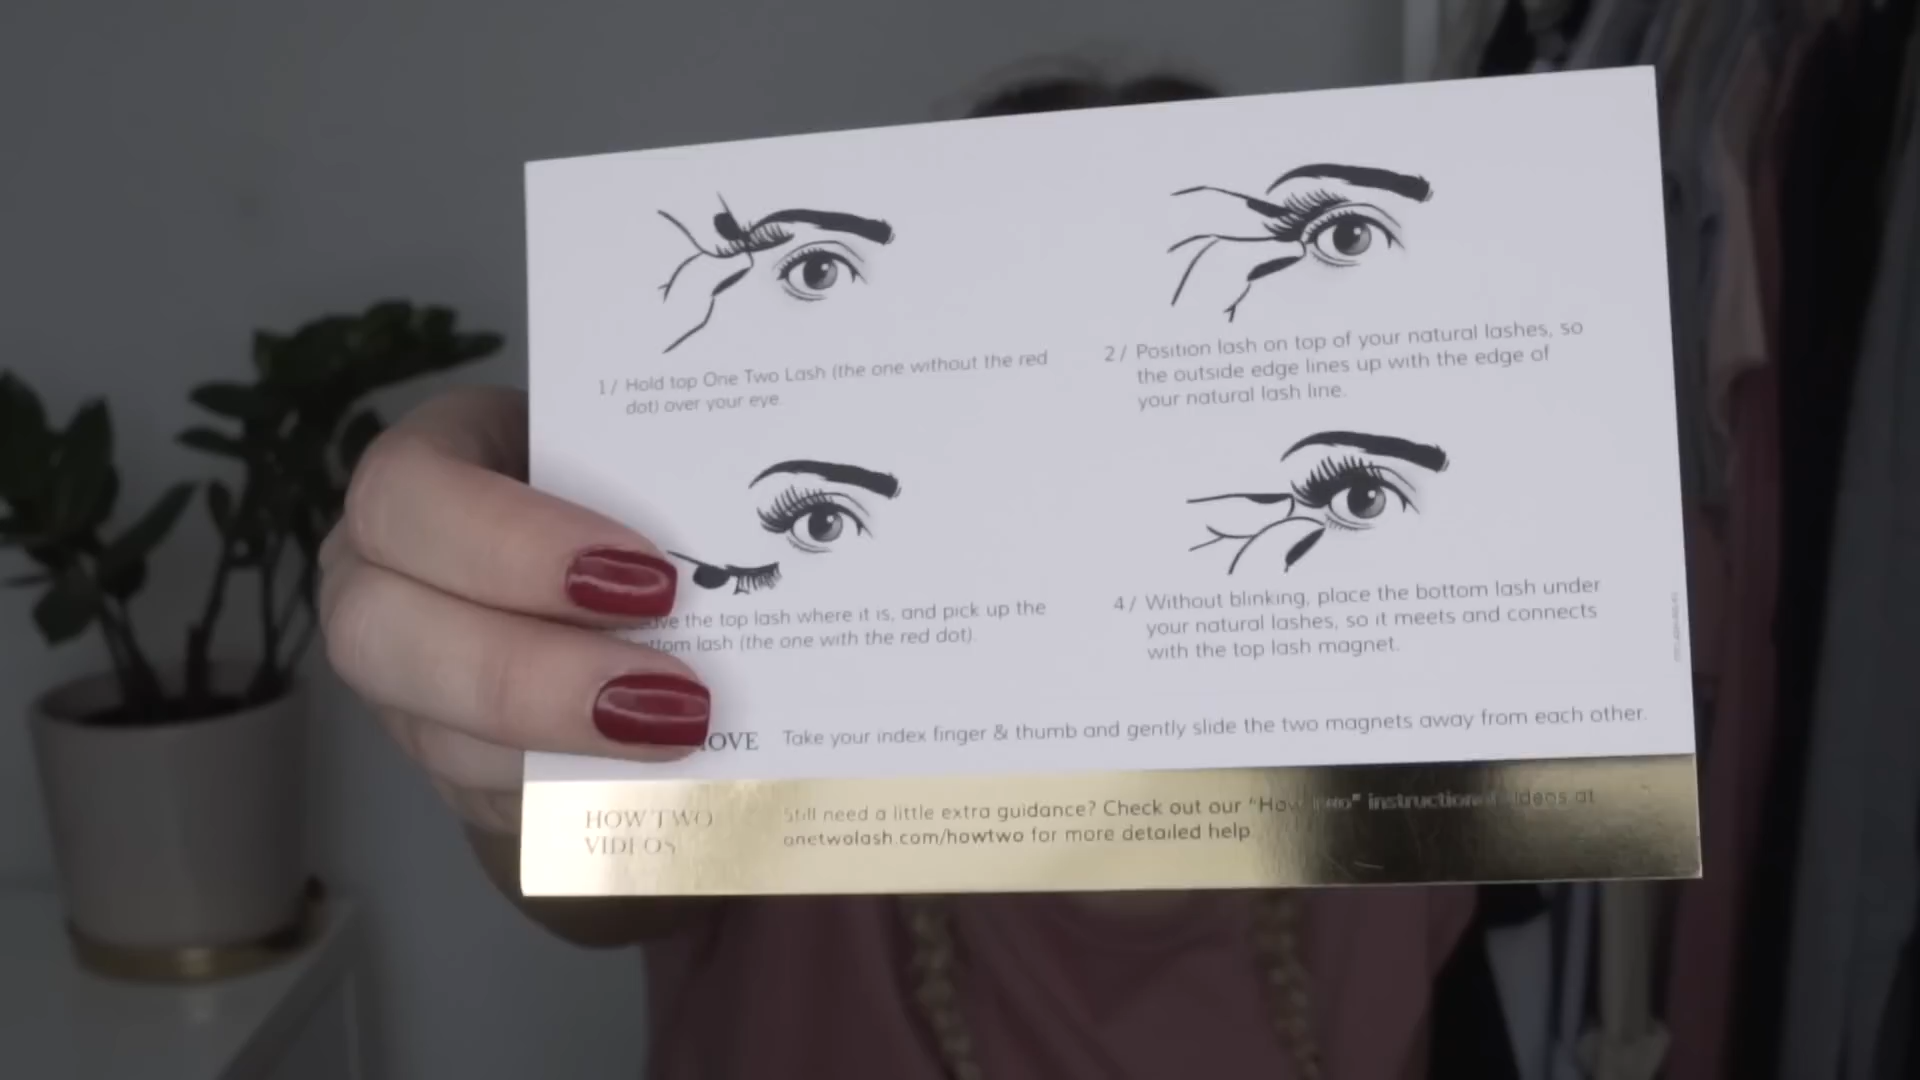 1/ Hold top One Two Lash (the one without the red
dot) over your eye
2/ Position lash on top of your natural lashes, so
the outside edge lines up with the edge of
your natural lash line.
the top lash where it is, and pick up the
lash (the one with the red dot).
4/ Without blinking, place the bottom lash under
your natural lashes, so it meets and connects
with the top lash magnet.
OVE Take your index finger & thumb and gently slide the two magnets away from each other.
HOW TWO
VIDEOS
Still need a little extra guidance? Check out our "How Two" instructional at
onetwolash.com/howtwo for more detailed help